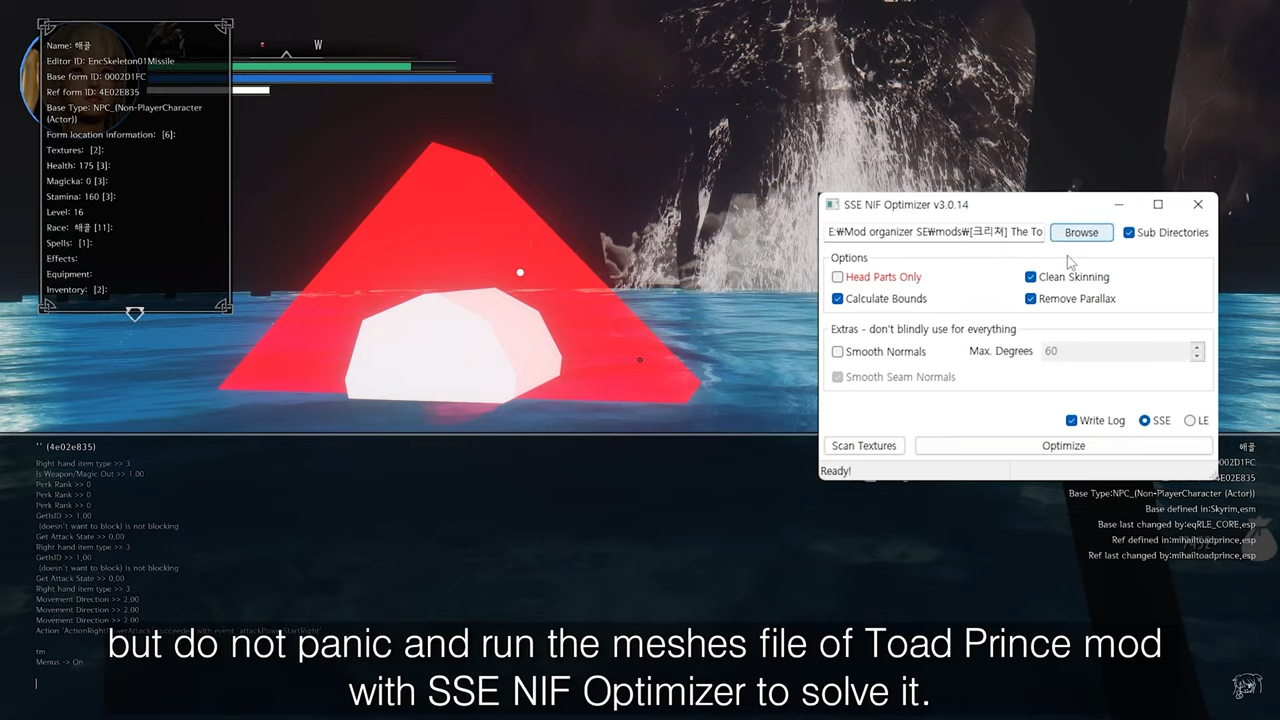 Name: 해골
Editor ID: EncSkeleton01Missile
Base form ID: 0002D1FC
Ref form ID: 4E02E835
Base Type: NPC_(Non-PlayerCharacter
(Actor))
Form location information: [6]:
Textures: [2]:
Health: 175 [3]:
Magicka: 0 [3]:
Stamina: 160 [3]:
Level: 16
Race: 해골 [11]:
Spells: [1]:
Effects:
Equipment:
Inventory: [2]:
W
SSE NIF Optimizer v3.0.14
E:₩Mod organizer SE₩mods₩[크리쳐] The To
Browse
Sub Directories
Options
Head Parts Only
Clean Skinning
Calculate Bounds
Remove Parallax
Extras - don't blindly use for everything
Smooth Normals
Max. Degrees
60
Smooth Seam Normals
Write Log
SSE
LE
Scan Textures
Optimize
Ready!
'' (4e02e835)
Right hand item type >> 3
Is Weapon/Magic Out >> 1,00
Perk Rank >> 0
Perk Rank >> 0
Perk Rank >> 0
GetIsID >> 1,00
(doesn't want to block) is not blocking
Get Attack State >> 0,00
Right hand item type >> 3
GetIsID >> 1,00
(doesn't want to block) is not blocking
Get Attack State >> 0,00
Right hand item type >> 3
Movement Direction >> 2,00
Movement Direction >> 2,00
Movement Direction >> 2,00
tm
Menus -> On
해골
002D1FC
4E02E835
Base Type:NPC_(Non-PlayerCharacter (Actor))
Base defined in:Skyrim,esm
Base last changed by:eqRLE_CORE,esp
Ref defined in:mihailtoadprince,esp
Ref last changed by:mihailtoadprince,esp
but do not panic and run the meshes file of Toad Prince mod
with SSE NIF Optimizer to solve it.